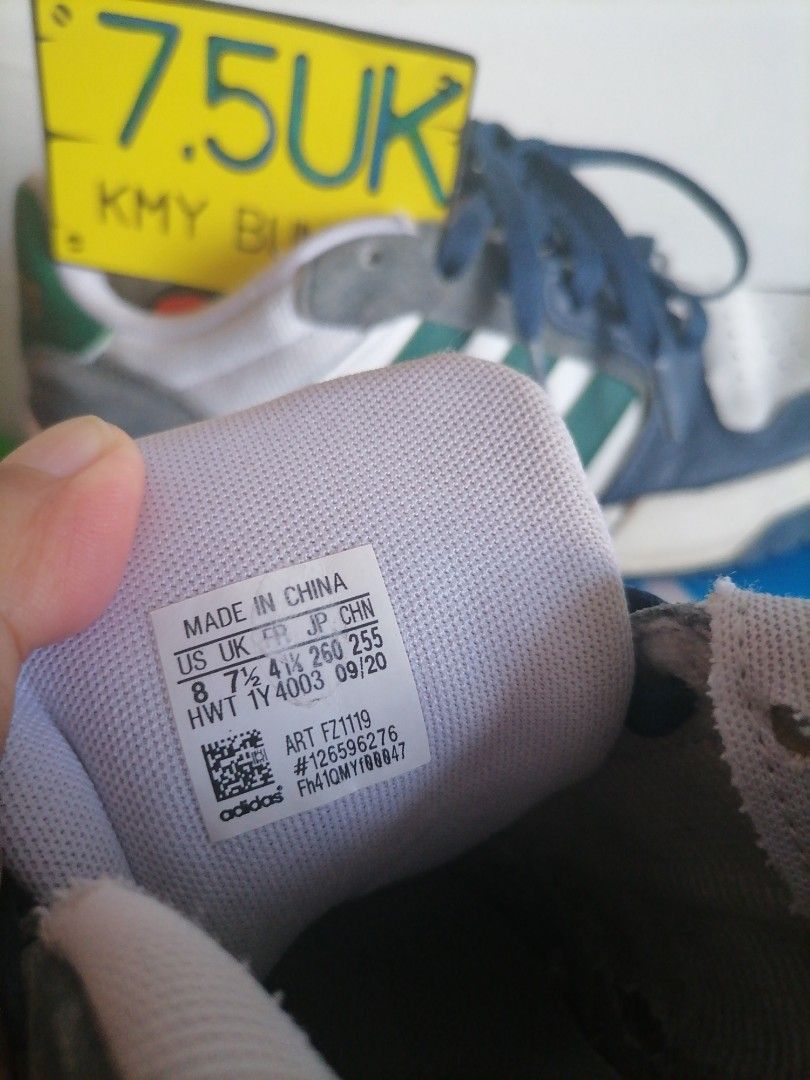 7.5UK
KMY
MADE IN CHINA
US UK FR JP CHN
8 7½ 41⅓ 260 255
HWT 1Y4003 09/20
ART FZ1119
#126596276
Fh41QMYf00047
adidas